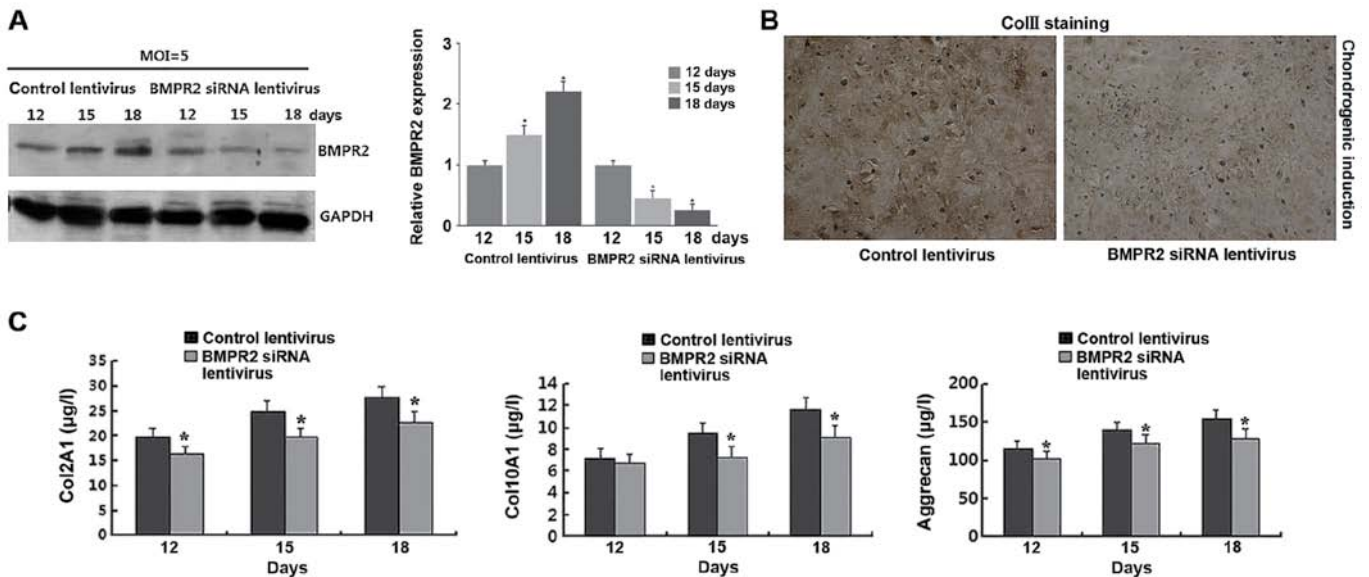 A
MOI=5
Control lentivirus BMPR2 siRNA lentivirus
12 15 18 12 15 18 days
BMPR2
GAPDH
Relative BMPR2 expression
3
2
1
0
12 days
15 days
18 days
* * * *
12 15 18 12 15 18 days
Control lentivirus BMPR2 siRNA lentivirus
B
ColII staining
Chondrogenic induction
Control lentivirus BMPR2 siRNA lentivirus
C
Control lentivirus
BMPR2 siRNA
lentivirus
Col2A1 (µg/l)
35
30
25
20
15
10
5
0
* * *
12 15 18
Days
Control lentivirus
BMPR2 siRNA
lentivirus
Col10A1 (µg/l)
14
12
10
8
6
4
2
0
* *
12 15 18
Days
Control lentivirus
BMPR2 siRNA
lentivirus
Aggrecan (µg/l)
200
150
100
50
0
* * *
12 15 18
Days